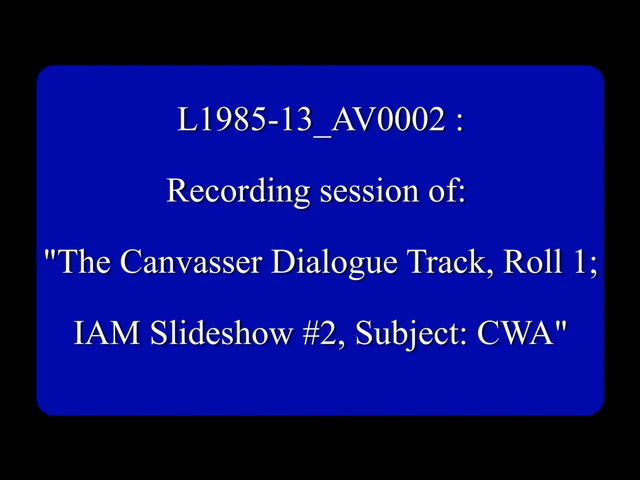 L1985-13_AV0002 :
Recording session of:
"The Canvasser Dialogue Track, Roll 1;
IAM Slideshow #2, Subject: CWA"